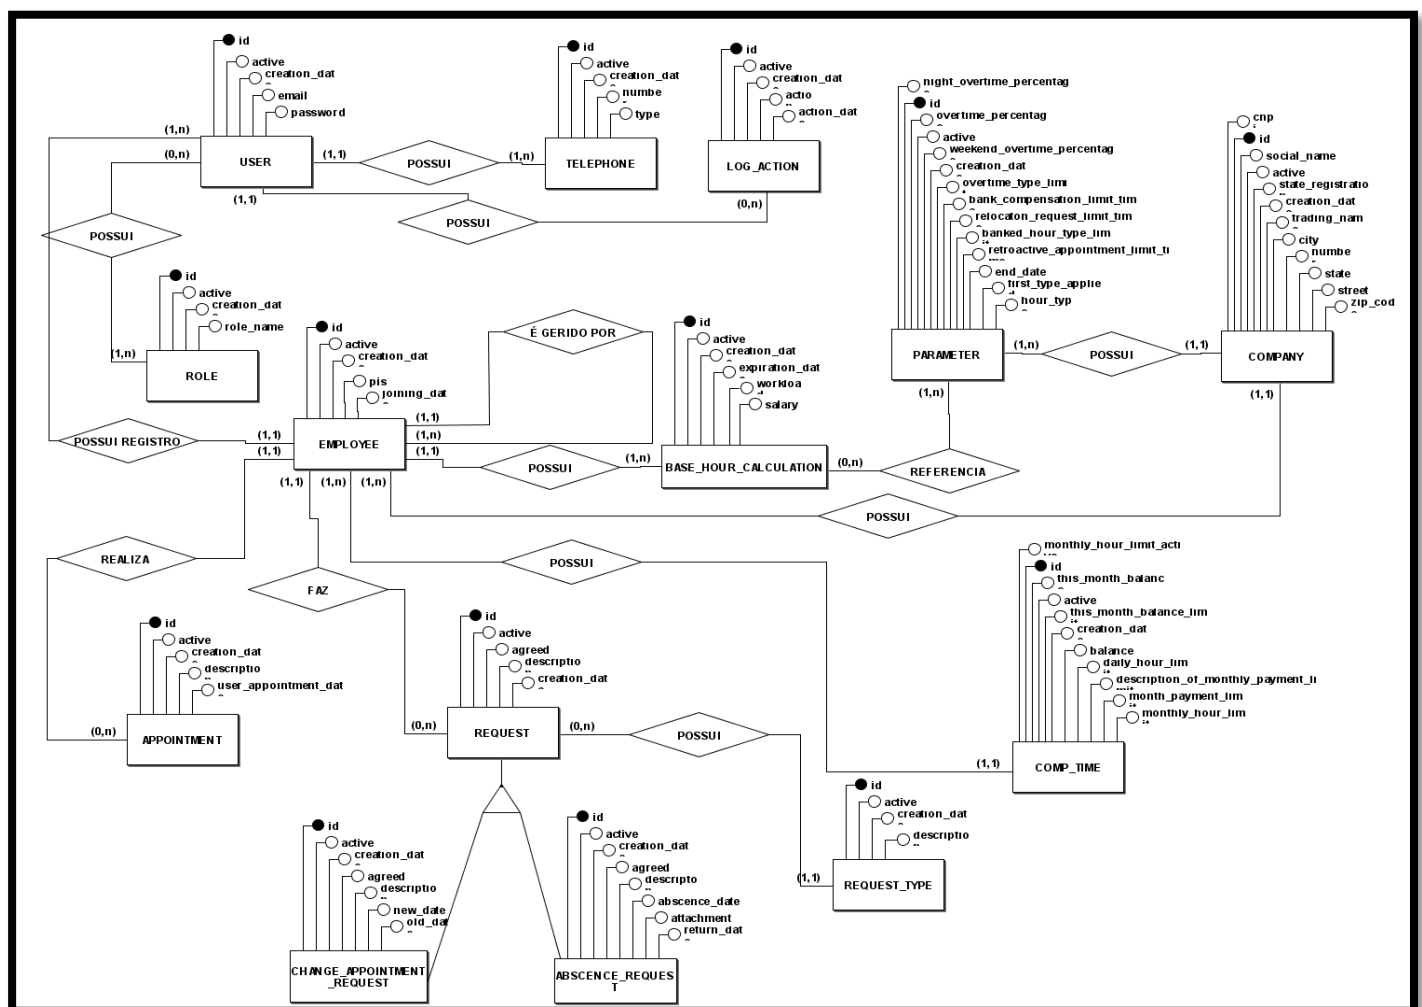 id
active
creation_dat
email
password
USER
(1,n)
(0,n)
(1,1)
(1,1)
POSSUI
(1,n)
id
active
creation_dat
numbe
type
TELEPHONE
id
active
creation_dat
actio
action_dat
LOG_ACTION
(0,n)
POSSUI
POSSUI
id
active
creation_dat
role_name
(1,n)
ROLE
night_overtime_percentag
id
overtime_percentag
active
weekend_overtime_percentag
creation_dat
overtime_type_limi
bank_compensation_limit_tim
relocaton_request_limit_tim
banked_hour_type_lim
retroactive_appointment_limit_ti
end_date
first_type_applie
hour_typ
PARAMETER
(1,n)
(1,n)
POSSUI
(1,1)
cnp
id
social_name
active
state_registratio
creation_dat
trading_nam
city
numbe
state
street
zip_cod
COMPANY
(1,1)
id
active
creation_dat
pis
joining_dat
EMPLOYEE
É GERIDO POR
(1,1)
(1,n)
(1,1)
POSSUI
(1,n)
id
active
creation_dat
expiration_dat
workloa
salary
BASE_HOUR_CALCULATION
(0,n)
REFERENCIA
POSSUI REGISTRO
(1,1)
(1,1)
(1,1)
(1,n)
(1,n)
POSSUI
REALIZA
FAZ
POSSUI
id
active
creation_dat
descriptio
user_appointment_dat
(0,n)
APPOINTMENT
id
active
agreed
descriptio
creation_dat
(0,n)
REQUEST
(0,n)
POSSUI
monthly_hour_limit_acti
id
this_month_balanc
active
this_month_balance_lim
creation_dat
balance
daily_hour_lim
description_of_monthly_payment_li
month_payment_lim
monthly_hour_lim
(1,1)
COMP_TIME
id
active
creation_dat
descriptio
(1,1)
REQUEST_TYPE
id
active
creation_dat
agreed
descriptio
new_date
old_dat
CHANGE_APPOINTMENT
_REQUEST
id
active
creation_dat
agreed
descripto
abscence_date
attachment
return_dat
ABSCENCE_REQUES
T